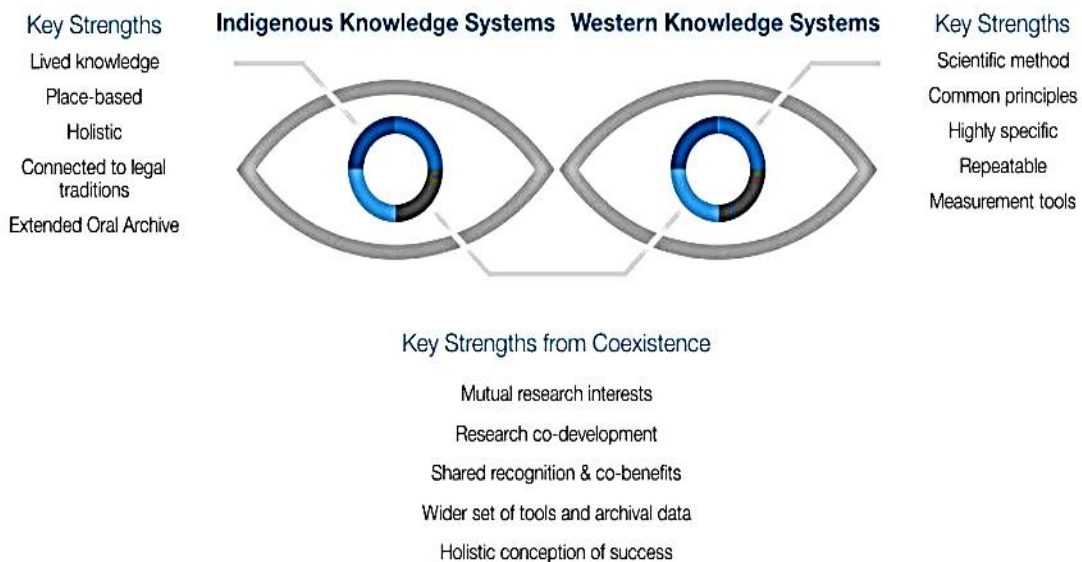 Indigenous Knowledge Systems
Western Knowledge Systems
Key Strengths
Lived knowledge
Place-based
Holistic
Connected to legal
traditions
Extended Oral Archive
Key Strengths
Scientific method
Common principles
Highly specific
Repeatable
Measurement tools
Key Strengths from Coexistence
Mutual research interests
Research co-development
Shared recognition & co-benefits
Wider set of tools and archival data
Holistic conception of success